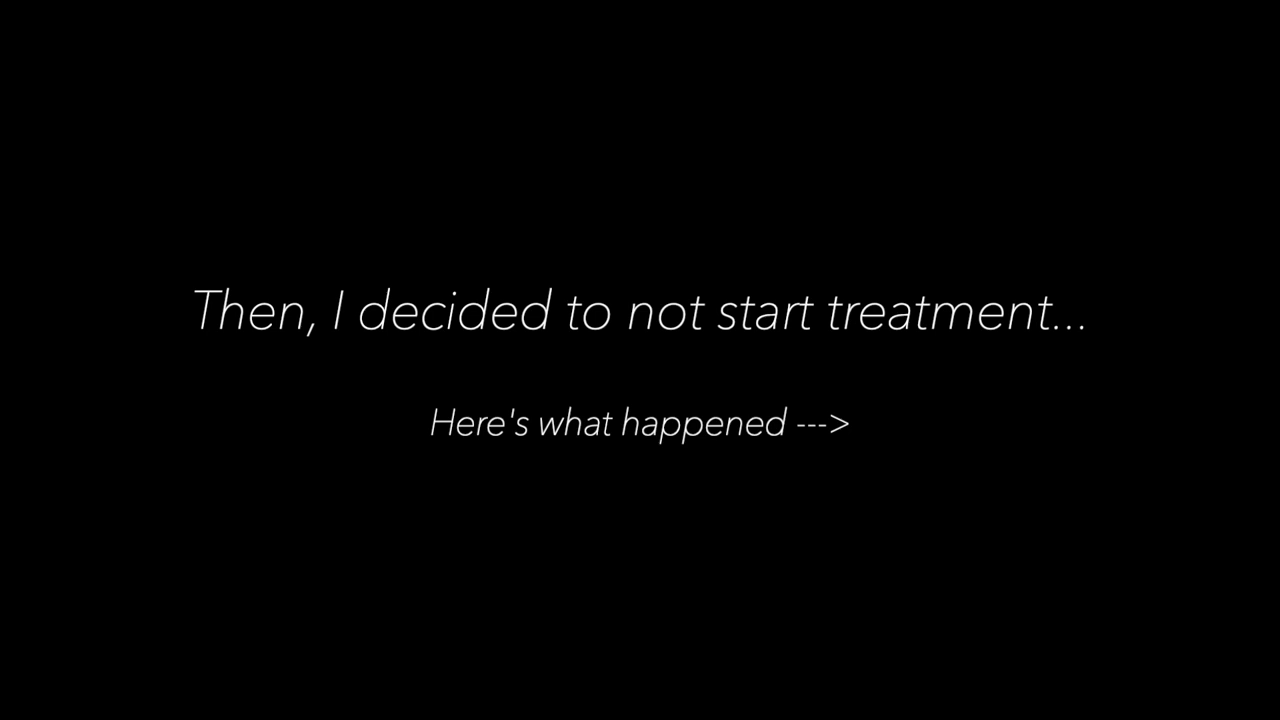 Then, I decided to not start treatment...
Here's what happened --->